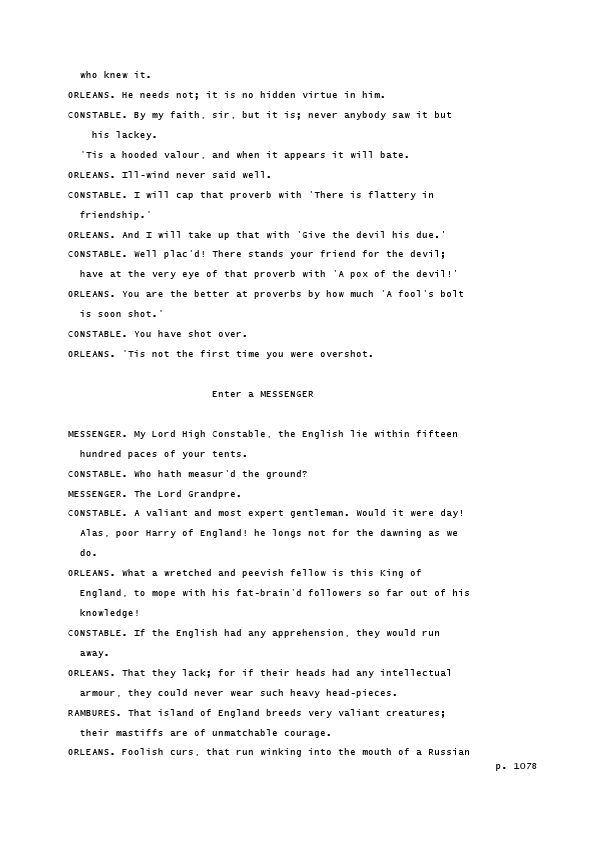 who knew it.
ORLEANS. He needs not; it is no hidden virtue in him.
CONSTABLE. By my faith, sir, but it is; never anybody saw it but
his lackey.
'Tis a hooded valour, and when it appears it will bate.
ORLEANS. Ill-wind never said well.
CONSTABLE. I will cap that proverb with 'There is flattery in
friendship.'
ORLEANS. And I will take up that with 'Give the devil his due.'
CONSTABLE. Well plac'd! There stands your friend for the devil;
have at the very eye of that proverb with 'A pox of the devil!'
ORLEANS. You are the better at proverbs by how much 'A fool's bolt
is soon shot.'
CONSTABLE. You have shot over.
ORLEANS. 'Tis not the first time you were overshot.
Enter a MESSENGER
MESSENGER. My Lord High Constable, the English lie within fifteen
hundred paces of your tents.
CONSTABLE. Who hath measur'd the ground?
MESSENGER. The Lord Grandpre.
CONSTABLE. A valiant and most expert gentleman. Would it were day!
Alas, poor Harry of England! he longs not for the dawning as we
do.
ORLEANS. What a wretched and peevish fellow is this King of
England, to mope with his fat-brain'd followers so far out of his
knowledge!
CONSTABLE. If the English had any apprehension, they would run
away.
ORLEANS. That they lack; for if their heads had any intellectual
armour, they could never wear such heavy head-pieces.
RAMBURES. That island of England breeds very valiant creatures;
their mastiffs are of unmatchable courage.
ORLEANS. Foolish curs, that run winking into the mouth of a Russian
p. 1078